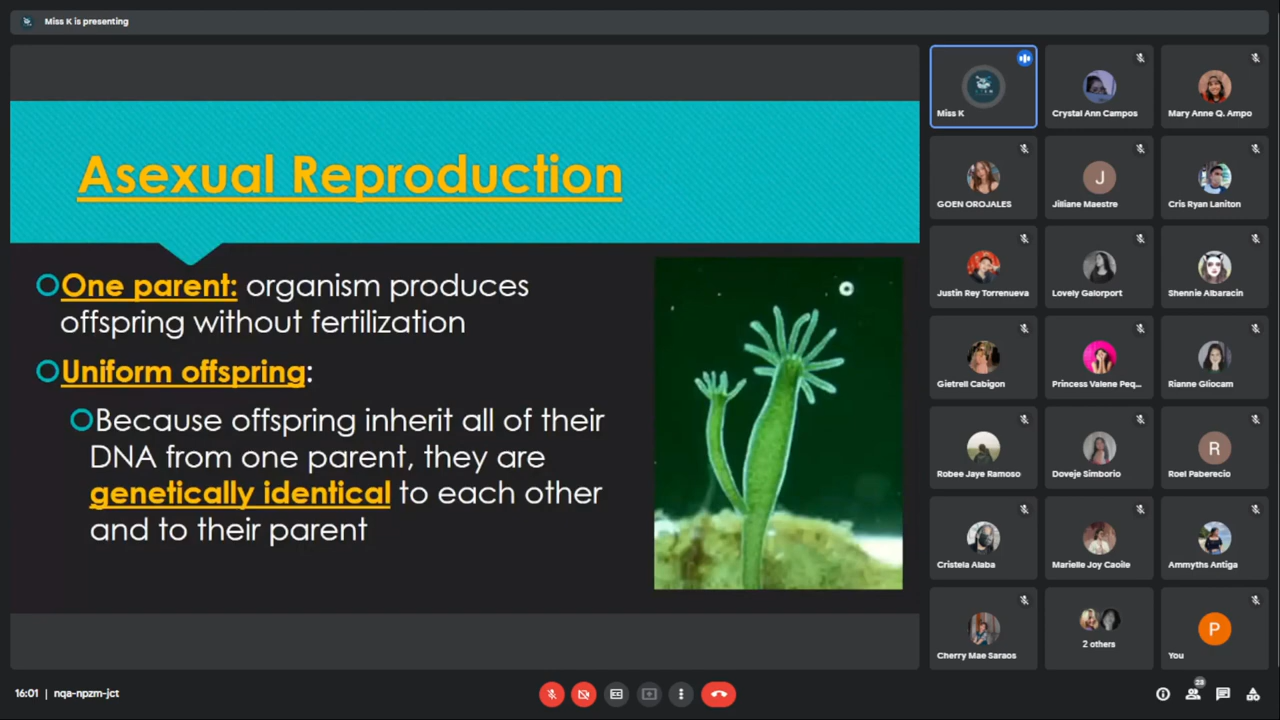 Miss K is presenting
Asexual Reproduction
One parent: organism produces
offspring without fertilization
Uniform offspring:
Because offspring inherit all of their
DNA from one parent, they are
genetically identical to each other
and to their parent
Miss K
Crystal Ann Campos
Mary Anne Q. Ampo
GOEN OROJALES
J
Jilliane Maestre
Cris Ryan Laniton
Justin Rey Torrenueva
Lovely Galorport
Shennie Albaracin
Gietrell Cabigon
Princess Valene Peq...
Rianne Gliocam
Robee Jaye Ramoso
Doveje Simborio
R
Roel Paberecio
Cristela Alaba
Marielle Joy Caoile
Ammyths Antiga
Cherry Mae Saraos
2 others
P
You
16:01 | nqa-npzm-jct
23